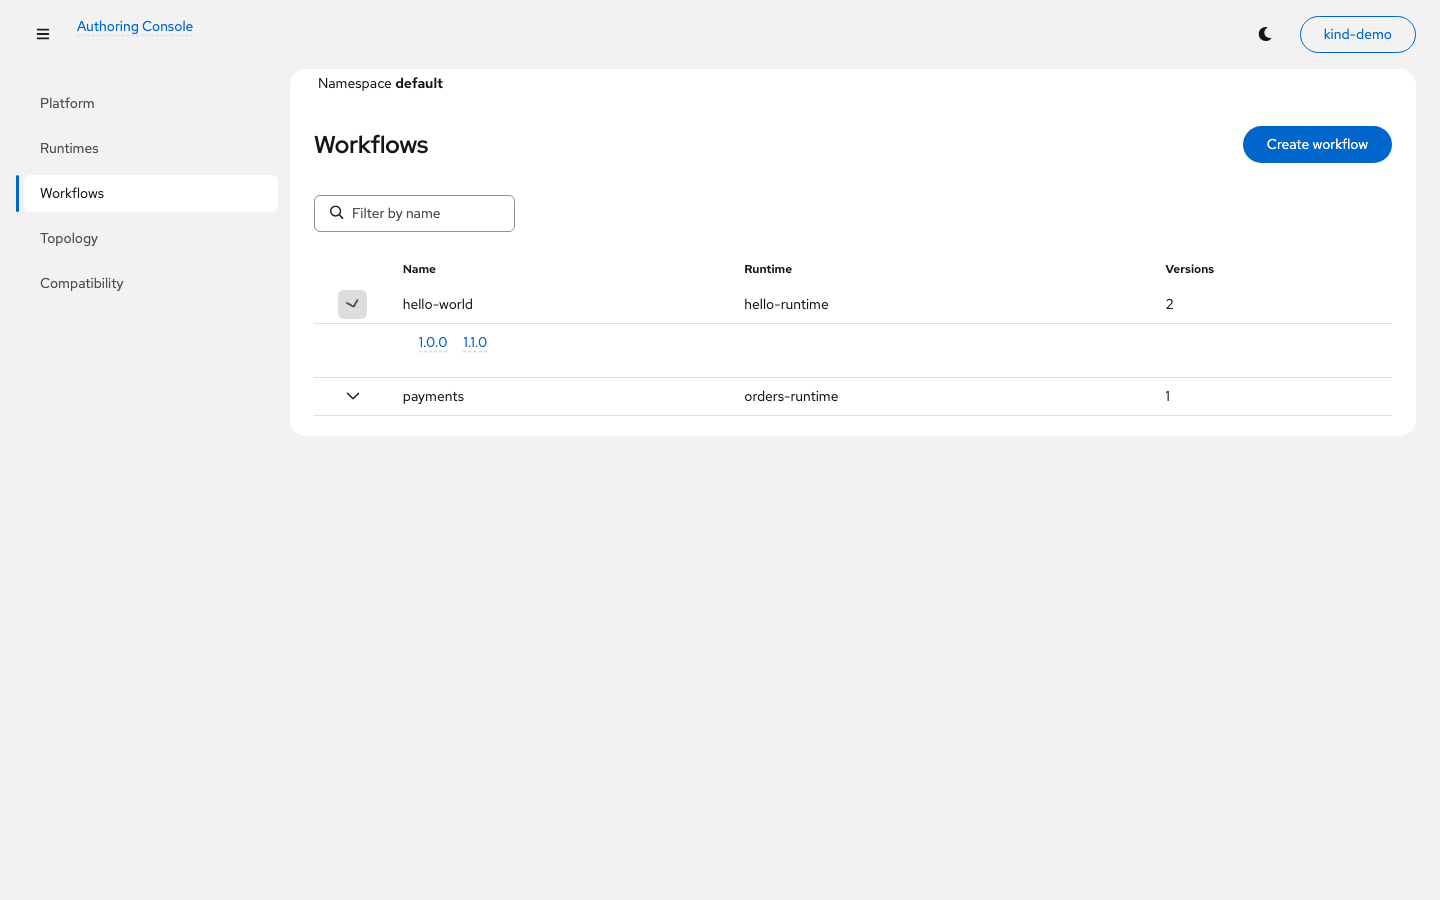 Authoring Console
kind-demo
Platform
Runtimes
Workflows
Topology
Compatibility
Namespace default
Workflows
Create workflow
Filter by name
Name Runtime Versions
hello-world hello-runtime 2
1.0.0 1.1.0
payments orders-runtime 1